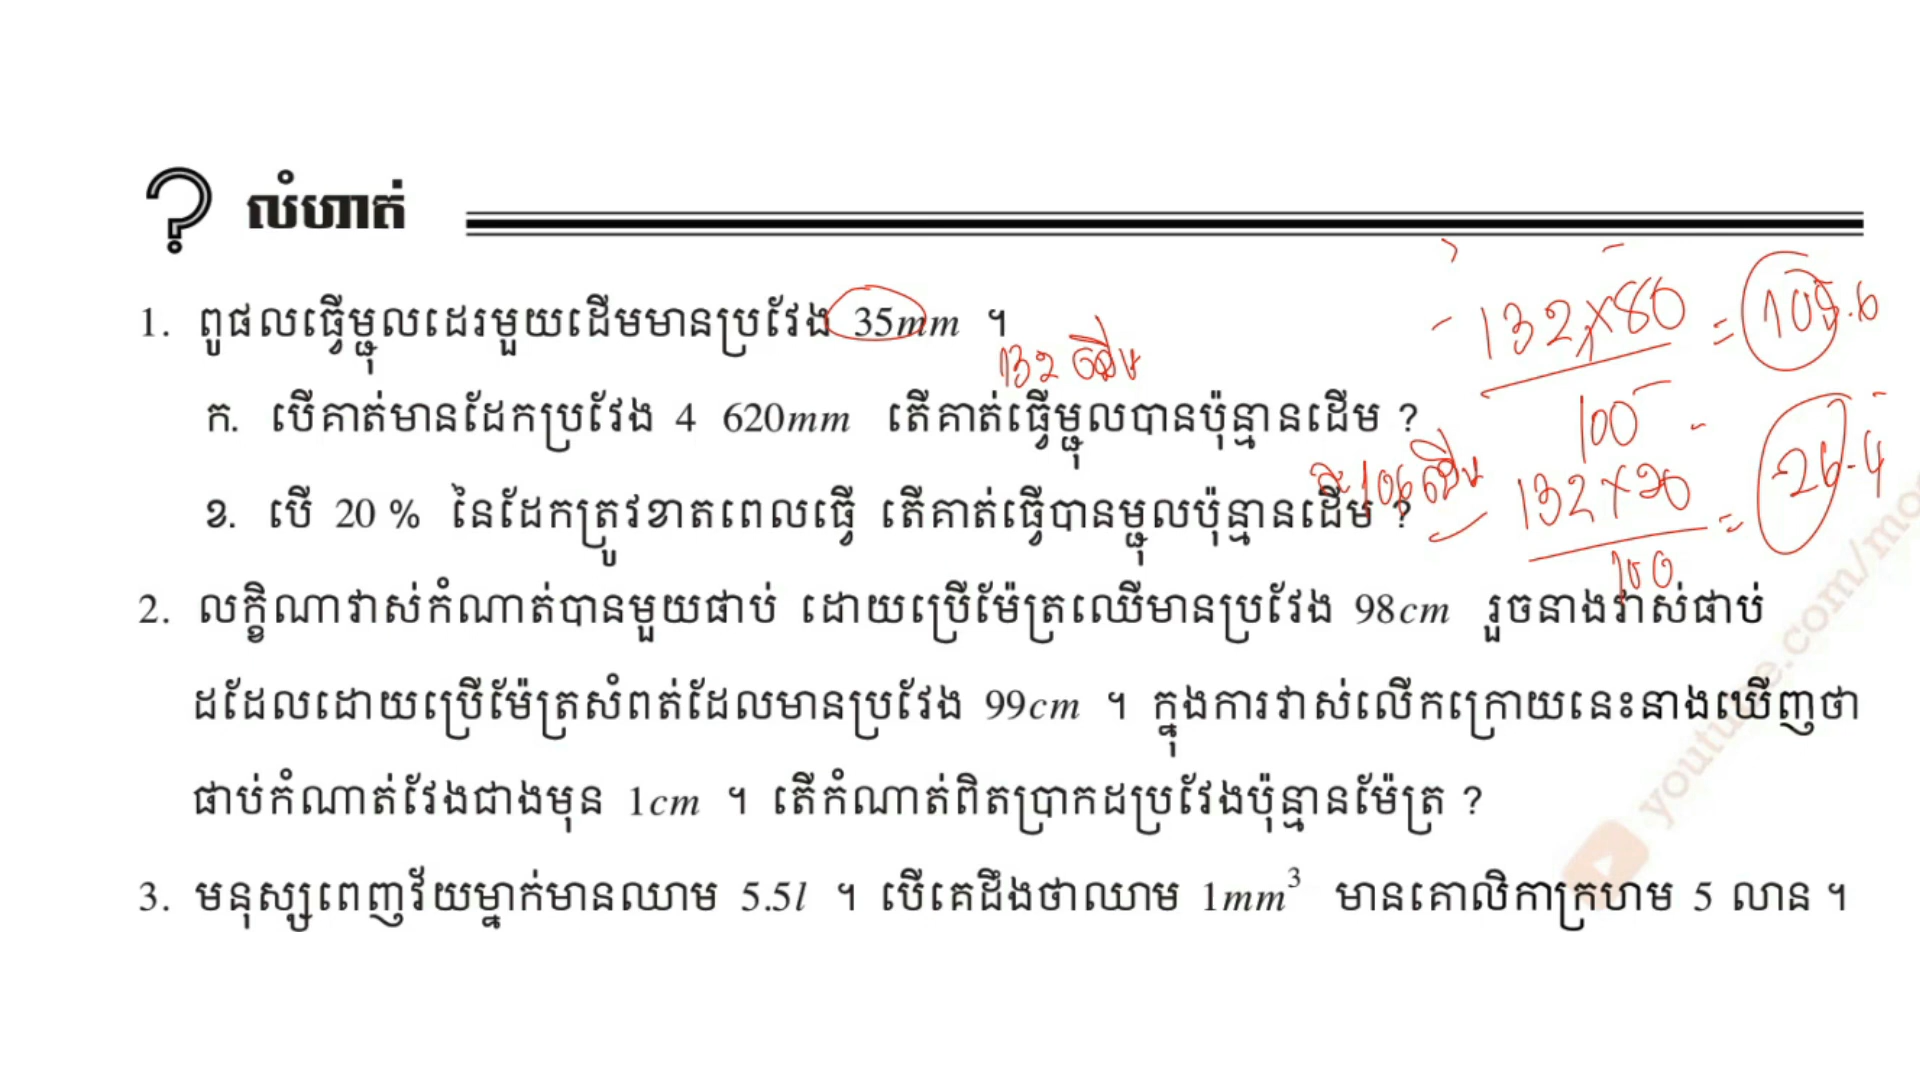 លំហាត់
1. ពូផលធ្វើម្ជុលដេរមួយដើមមានប្រវែង 35mm ។
132 ដើម
ក. បើគាត់មានដែកប្រវែង 4 620mm តើគាត់ធ្វើម្ជុលបានប៉ុន្មានដើម ?
ខ. បើ 20 % នៃដែកត្រូវខាតពេលធ្វើ តើគាត់ធ្វើបានម្ជុលប៉ុន្មានដើម ?
≈ 106 ដើម
132 × 80
100
= 105.6
132 × 20
100
= 26.4
2. លក្ខិណាវាស់កំណាត់បានមួយផាប់ ដោយប្រើម៉ែត្រឈើមានប្រវែង 98cm រួចនាងវាស់ផាប់
ដដែលដោយប្រើម៉ែត្រសំពត់ដែលមានប្រវែង 99cm ។ ក្នុងការវាស់លើកក្រោយនេះនាងឃើញថា
ផាប់កំណាត់វែងជាងមុន 1cm ។ តើកំណាត់ពិតប្រាកដប្រវែងប៉ុន្មានម៉ែត្រ ?
3. មនុស្សពេញវ័យម្នាក់មានឈាម 5.5l ។ បើគេដឹងថាឈាម 1mm³ មានគោលិកាក្រហម 5 លាន ។
youtube.com/mo